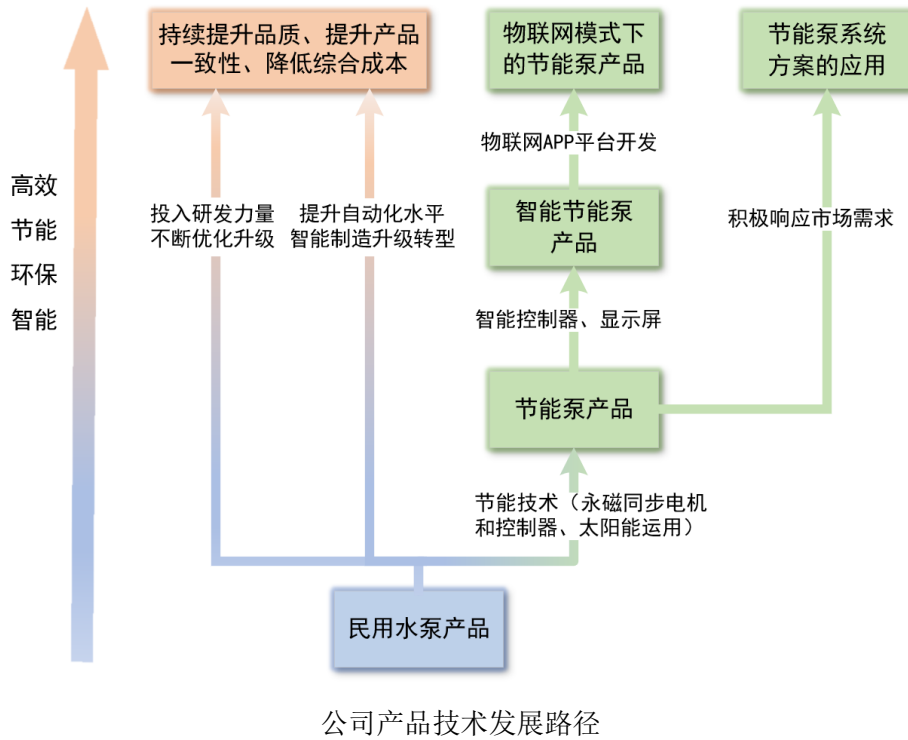 持续提升品质、提升产品
一致性、降低综合成本
物联网模式下
的节能泵产品
节能泵系统
方案的应用
物联网APP平台开发
高效
节能
环保
智能
投入研发力量
不断优化升级
提升自动化水平
智能制造升级转型
智能节能泵
产品
积极响应市场需求
智能控制器、显示屏
节能泵产品
节能技术（永磁同步电机
和控制器、太阳能运用）
民用水泵产品
公司产品技术发展路径